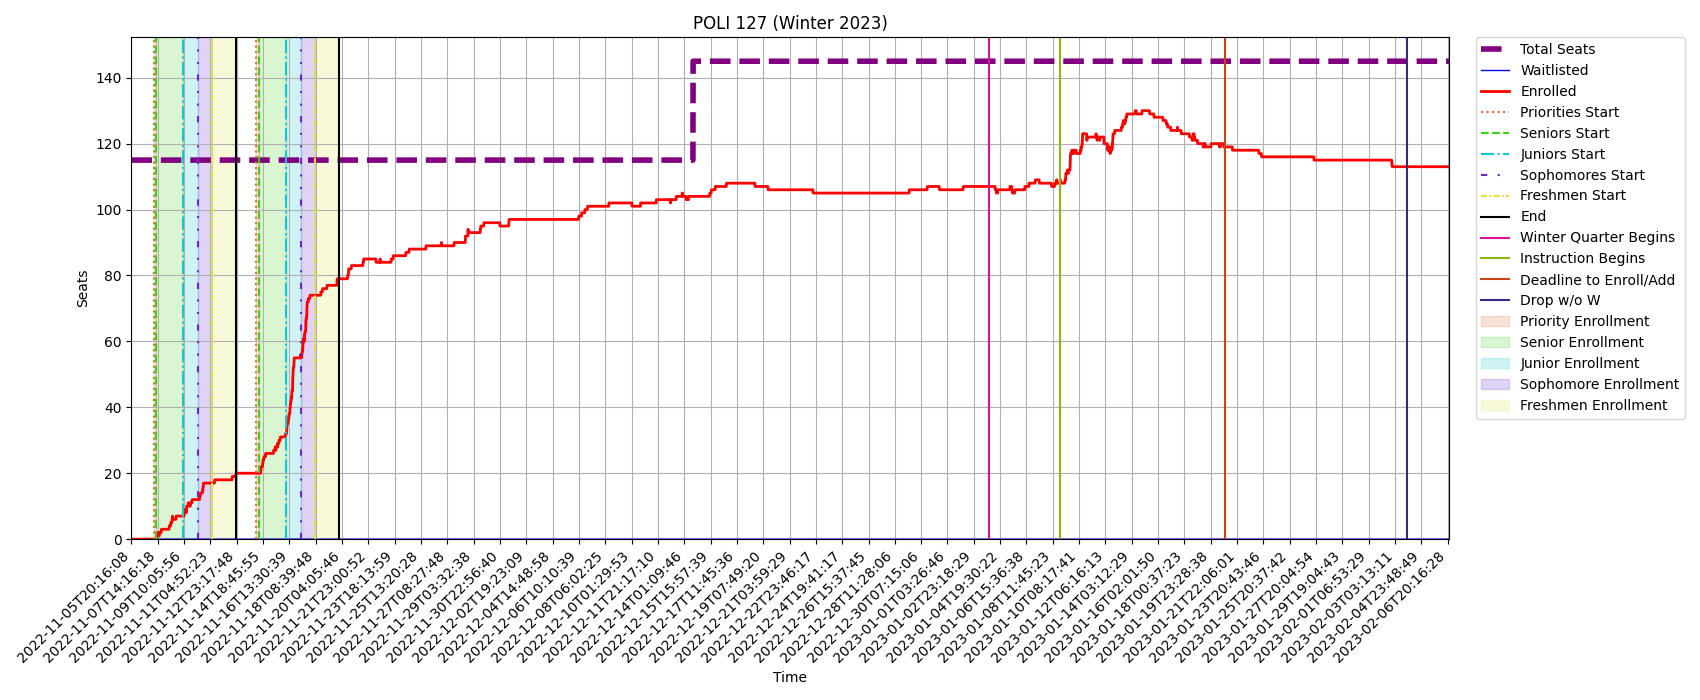 POLI 127 (Winter 2023)
Total Seats
Waitlisted
Enrolled
Priorities Start
Seniors Start
Juniors Start
Sophomores Start
Freshmen Start
End
Winter Quarter Begins
Instruction Begins
Deadline to Enroll/Add
Drop w/o W
Priority Enrollment
Senior Enrollment
Junior Enrollment
Sophomore Enrollment
Freshmen Enrollment
Seats
140
120
100
80
60
40
20
0
2022-11-05T20:16:08
2022-11-07T14:16:18
2022-11-09T10:05:56
2022-11-11T04:52:23
2022-11-12T23:17:48
2022-11-14T18:45:55
2022-11-16T13:30:39
2022-11-18T08:39:48
2022-11-20T04:05:46
2022-11-21T23:00:52
2022-11-23T18:13:59
2022-11-25T13:20:28
2022-11-27T08:27:48
2022-11-29T03:32:38
2022-11-30T22:56:40
2022-12-02T19:23:09
2022-12-04T14:48:58
2022-12-06T10:10:39
2022-12-08T06:02:25
2022-12-10T01:29:53
2022-12-11T21:17:10
2022-12-14T01:09:46
2022-12-15T15:57:39
2022-12-17T11:45:36
2022-12-19T07:49:20
2022-12-21T03:59:29
2022-12-22T23:46:17
2022-12-24T19:41:17
2022-12-26T15:37:45
2022-12-28T11:28:06
2022-12-30T07:15:06
2023-01-01T03:26:46
2023-01-02T23:18:29
2023-01-04T19:30:22
2023-01-06T15:36:38
2023-01-08T11:45:23
2023-01-10T08:17:41
2023-01-12T06:16:13
2023-01-14T03:12:29
2023-01-16T02:01:50
2023-01-18T00:37:23
2023-01-19T23:28:38
2023-01-21T22:06:01
2023-01-23T20:43:46
2023-01-25T20:37:42
2023-01-27T20:04:54
2023-01-29T19:04:43
2023-02-01T06:53:29
2023-02-03T03:13:11
2023-02-04T23:48:49
2023-02-06T20:16:28
Time